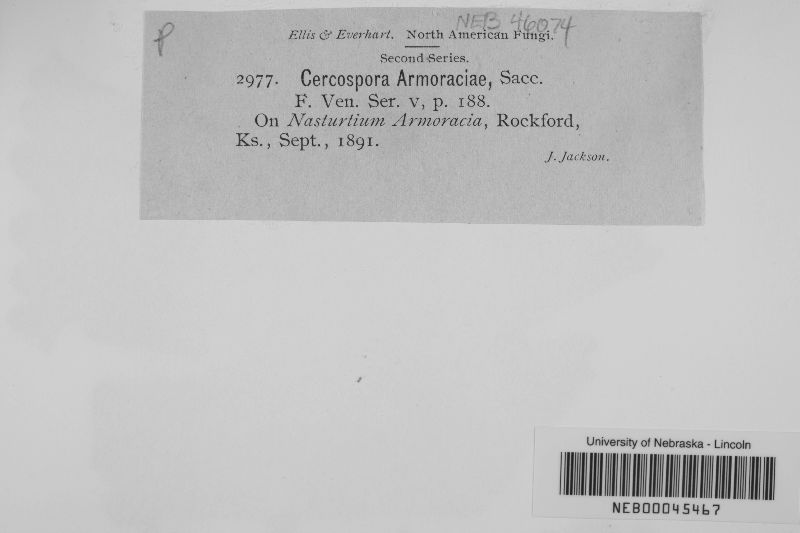 P
NEB 46074
Ellis & Everhart. North American Fungi.
Second Series.
2977. Cercospora Armoraciae, Sacc.
F. Ven. Ser. v, p. 188.
On Nasturtium Armoracia, Rockford,
Ks., Sept., 1891.
J. Jackson.
University of Nebraska - Lincoln
NEB00045467